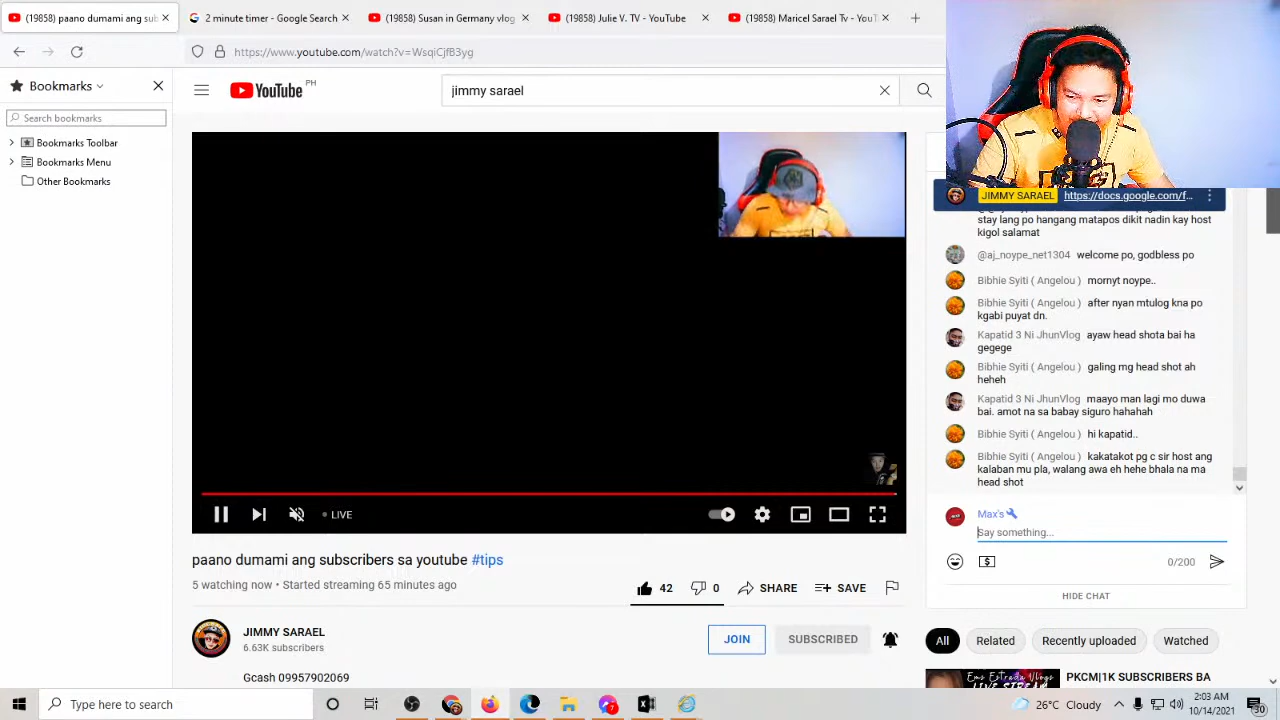 (19858) paano dumami ang sub
2 minute timer - Google Search
(19858) Susan in Germany vlog
(19858) Julie V. TV - YouTube
(19858) Maricel Sarael Tv - YouT
https://www.youtube.com/watch?v=WsqiCjfB3yg
Bookmarks
Search bookmarks
Bookmarks Toolbar
Bookmarks Menu
Other Bookmarks
YouTube PH
jimmy sarael
JIMMY SARAEL https://docs.google.com/f...
stay lang po hangang matapos dikit nadin kay host
kigol salamat
@aj_noype_net1304 welcome po, godbless po
Bibhie Syiti ( Angelou ) mornyt noype..
Bibhie Syiti ( Angelou ) after nyan mtulog kna po
kgabi puyat dn.
Kapatid 3 Ni JhunVlog ayaw head shota bai ha
gegege
Bibhie Syiti ( Angelou ) galing mg head shot ah
heheh
Kapatid 3 Ni JhunVlog maayo man lagi mo duwa
bai. amot na sa babay siguro hahahah
Bibhie Syiti ( Angelou ) hi kapatid..
Bibhie Syiti ( Angelou ) kakatakot pg c sir host ang
kalaban mu pla, walang awa eh hehe bhala na ma
head shot
Max's
Say something...
0/200
HIDE CHAT
LIVE
paano dumami ang subscribers sa youtube #tips
5 watching now • Started streaming 65 minutes ago
42
0
SHARE
SAVE
JIMMY SARAEL
6.63K subscribers
JOIN
SUBSCRIBED
Gcash 09957902069
All
Related
Recently uploaded
Watched
Ems Estrada Vlogs
LIVE STREAM
PKCM|1K SUBSCRIBERS BA
Type here to search
7
26°C Cloudy
2:03 AM
10/14/2021
30